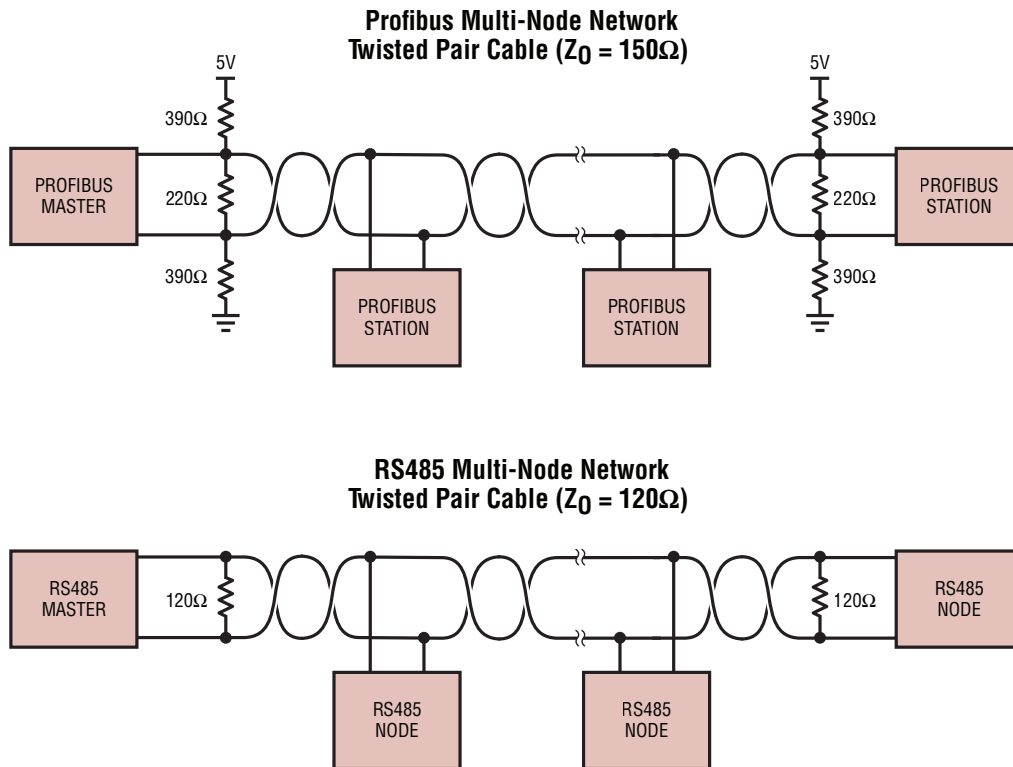 Profibus Multi-Node Network
Twisted Pair Cable (Z0 = 150Ω)
5V
5V
390Ω
390Ω
PROFIBUS
MASTER
220Ω
220Ω
PROFIBUS
STATION
390Ω
390Ω
PROFIBUS
STATION
PROFIBUS
STATION
RS485 Multi-Node Network
Twisted Pair Cable (Z0 = 120Ω)
RS485
MASTER
120Ω
120Ω
RS485
NODE
RS485
NODE
RS485
NODE